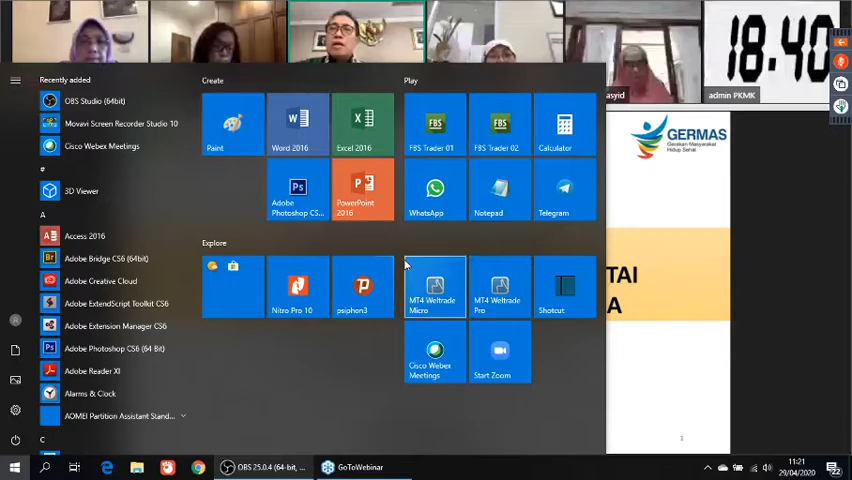 18.40
asyid
admin PKMK
GERMAS
Gerakan Masyarakat
Hidup Sehat
TAI
A
1
Recently added
OBS Studio (64bit)
Movavi Screen Recorder Studio 10
Cisco Webex Meetings
#
3D Viewer
A
Access 2016
Adobe Bridge CS6 (64bit)
Adobe Creative Cloud
Adobe ExtendScript Toolkit CS6
Adobe Extension Manager CS6
Adobe Photoshop CS6 (64 Bit)
Adobe Reader XI
Alarms & Clock
AOMEI Partition Assistant Stand...
C
Create
Paint
Word 2016
Excel 2016
Adobe
Photoshop CS...
PowerPoint
2016
Play
FBS
FBS Trader 01
FBS
FBS Trader 02
Calculator
WhatsApp
Notepad
Telegram
Explore
Nitro Pro 10
psiphon3
MT4 Weltrade
Micro
MT4 Weltrade
Pro
Shotcut
Cisco Webex
Meetings
Start Zoom
OBS 25.0.4 (64-bit, ...
GoToWebinar
11:21
29/04/2020
22